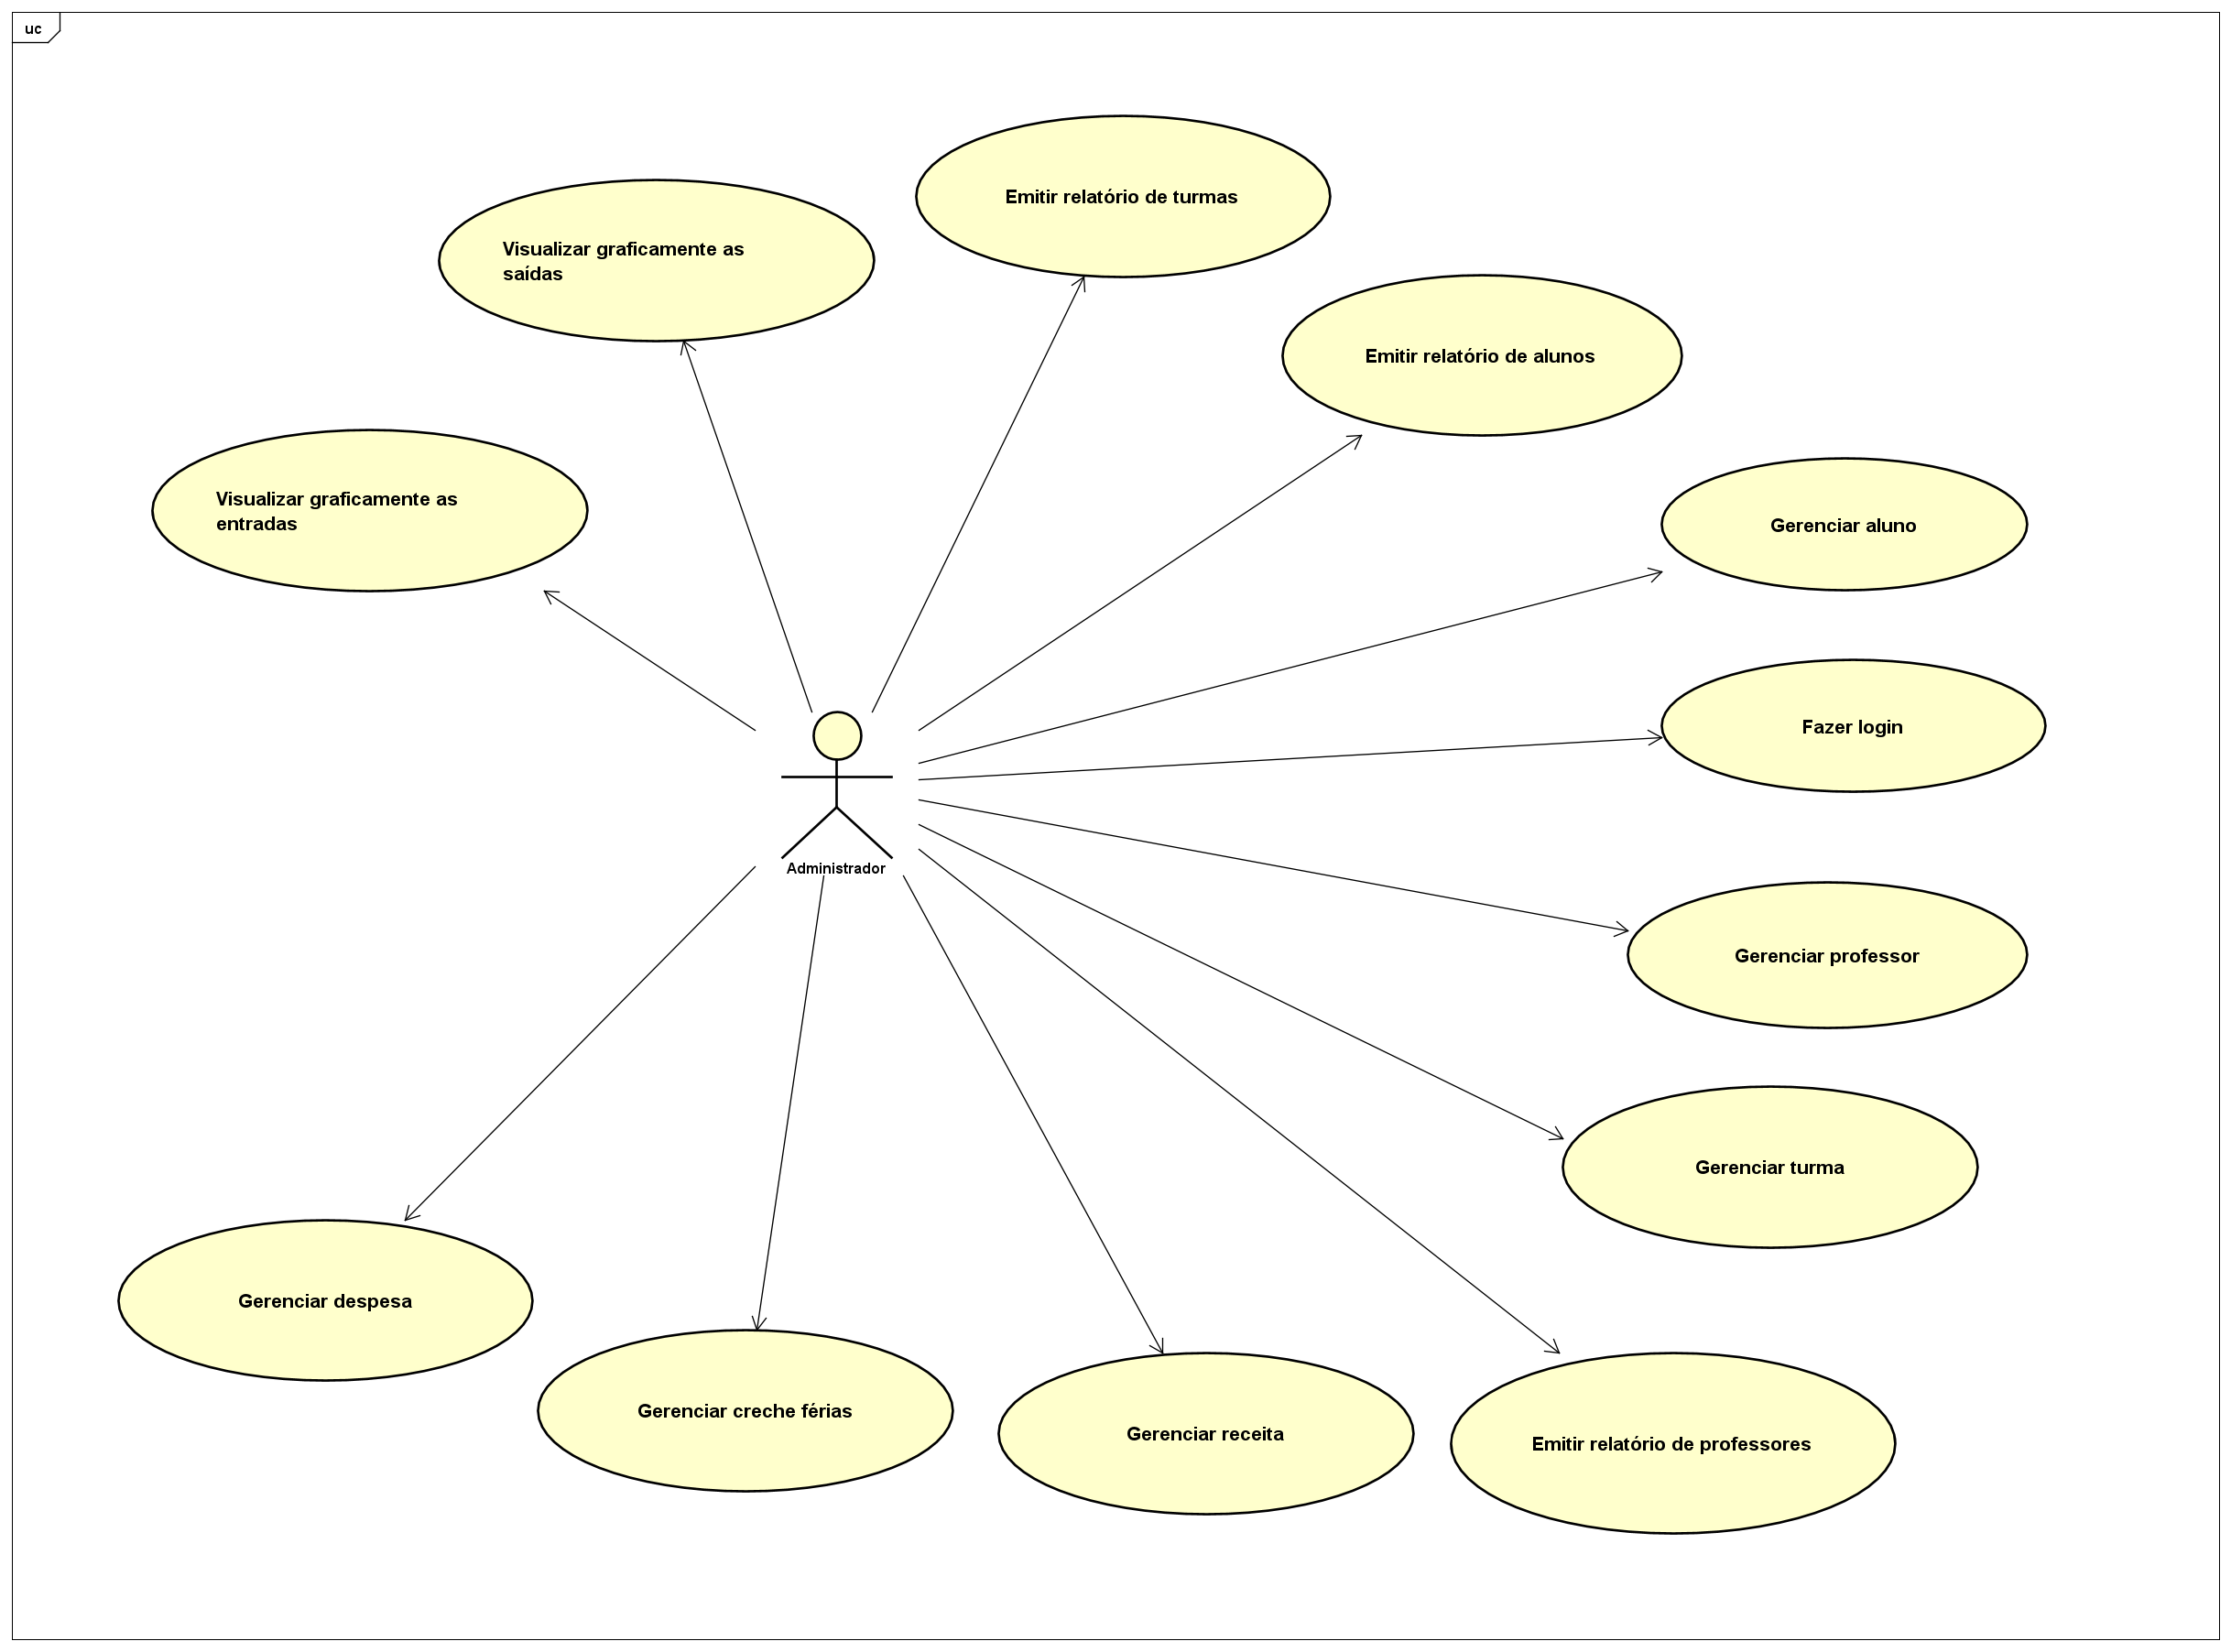 uc
Emitir relatório de turmas
Visualizar graficamente as
saídas
Emitir relatório de alunos
Visualizar graficamente as
entradas
Gerenciar aluno
Fazer login
Administrador
Gerenciar professor
Gerenciar turma
Gerenciar despesa
Gerenciar creche férias
Gerenciar receita
Emitir relatório de professores